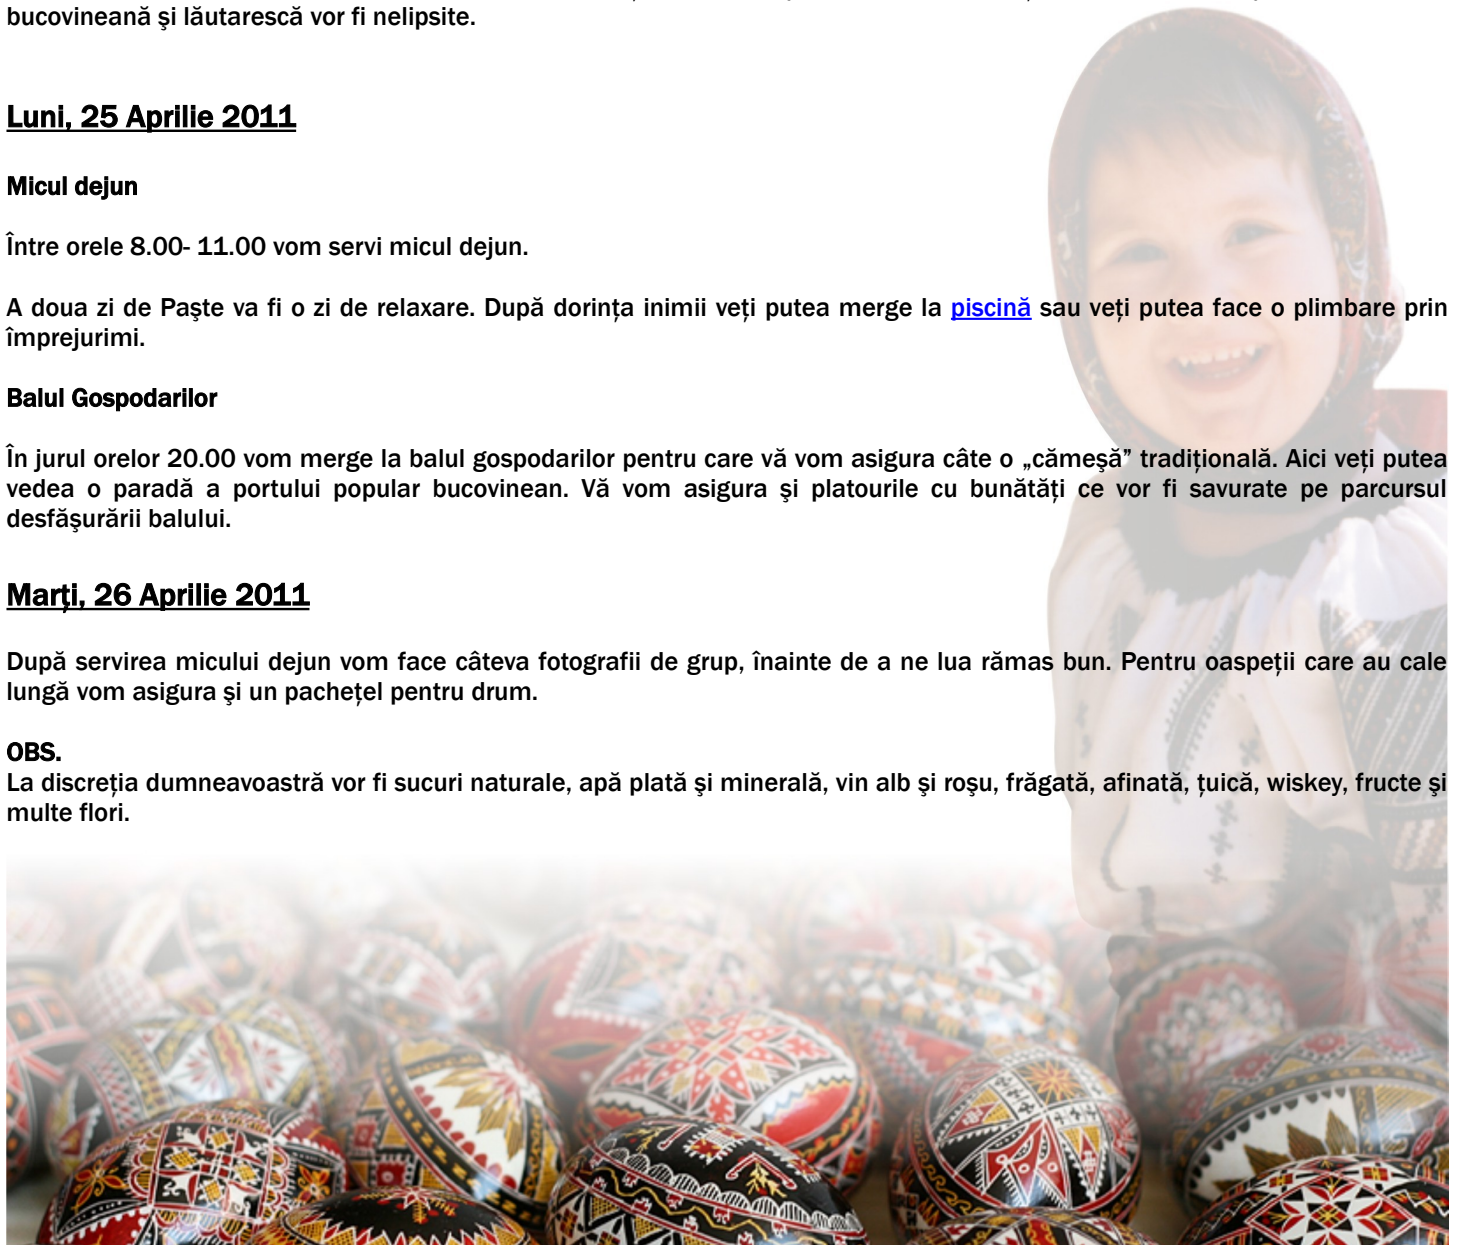 bucovineană şi lăutarescă vor fi nelipsite.
Luni, 25 Aprilie 2011
Micul dejun
Între orele 8.00- 11.00 vom servi micul dejun.
A doua zi de Paşte va fi o zi de relaxare. După dorința inimii veți putea merge la piscină sau veți putea face o plimbare prin
împrejurimi.
Balul Gospodarilor
În jurul orelor 20.00 vom merge la balul gospodarilor pentru care vă vom asigura câte o „cămeşă” tradițională. Aici veți putea
vedea o paradă a portului popular bucovinean. Vă vom asigura şi platourile cu bunătăți ce vor fi savurate pe parcursul
desfăşurării balului.
Marți, 26 Aprilie 2011
După servirea micului dejun vom face câteva fotografii de grup, înainte de a ne lua rămas bun. Pentru oaspeții care au cale
lungă vom asigura şi un pachețel pentru drum.
OBS.
La discreția dumneavoastră vor fi sucuri naturale, apă plată şi minerală, vin alb şi roşu, frăgată, afinată, țuică, wiskey, fructe şi
multe flori.